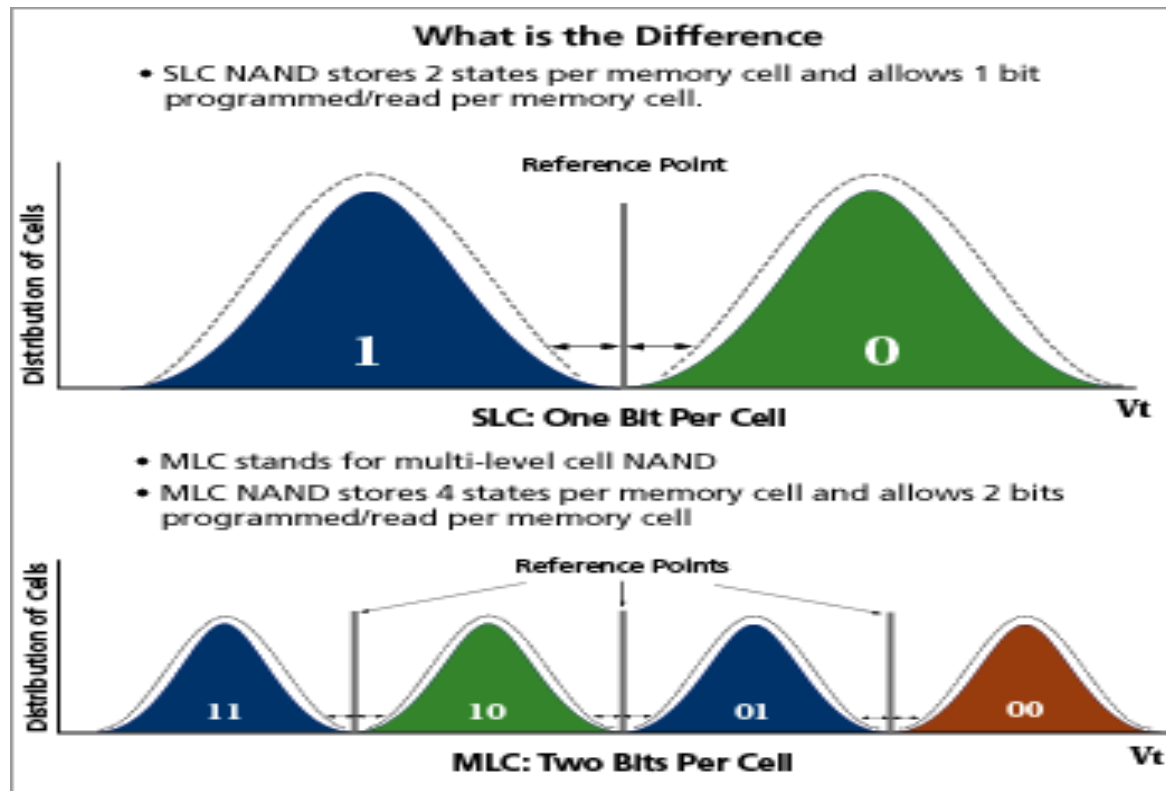 What is the Difference
• SLC NAND stores 2 states per memory cell and allows 1 bit
programmed/read per memory cell.
Reference Point
Distribution of Cells
1
0
Vt
SLC: One Bit Per Cell
• MLC stands for multi-level cell NAND
• MLC NAND stores 4 states per memory cell and allows 2 bits
programmed/read per memory cell
Reference Points
Distribution of Cells
11
10
01
00
Vt
MLC: Two Bits Per Cell